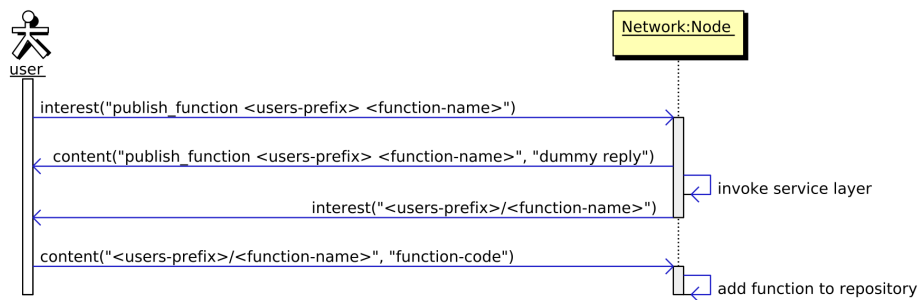 Network:Node
user
interest("publish_function <users-prefix> <function-name>")
content("publish_function <users-prefix> <function-name>", "dummy reply")
invoke service layer
interest("<users-prefix>/<function-name>")
content("<users-prefix>/<function-name>", "function-code")
add function to repository